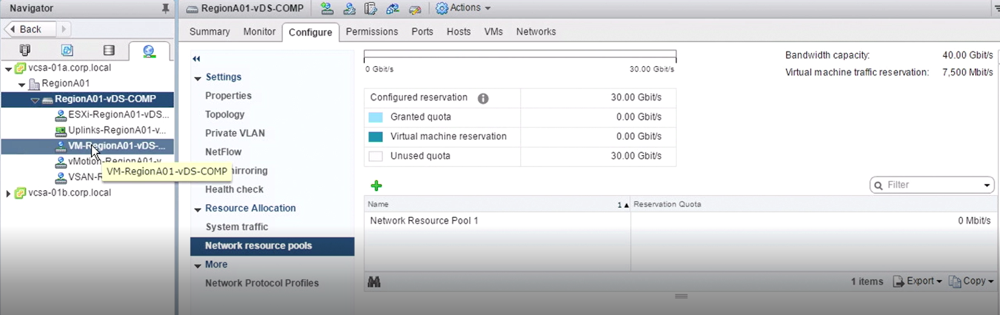 Navigator
Back
vcsa-01a.corp.local
RegionA01
RegionA01-vDS-COMP
ESXi-RegionA01-vDS...
Uplinks-RegionA01-v...
VM-RegionA01-vDS-...
vMotion-RegionA01-v
VSAN-R
VM-RegionA01-vDS-COMP
vcsa-01b.corp.local
RegionA01-vDS-COMP
Actions
Summary Monitor Configure Permissions Ports Hosts VMs Networks
Settings
Properties
Topology
Private VLAN
NetFlow
mirroring
Health check
Resource Allocation
System traffic
Network resource pools
More
Network Protocol Profiles
0 Gbit/s 30.00 Gbit/s
Bandwidth capacity: 40.00 Gbit/s
Virtual machine traffic reservation: 7,500 Mbit/s
Configured reservation 30.00 Gbit/s
Granted quota 0.00 Gbit/s
Virtual machine reservation 0.00 Gbit/s
Unused quota 30.00 Gbit/s
Filter
Name 1 ▲ Reservation Quota
Network Resource Pool 1 0 Mbit/s
1 items Export Copy